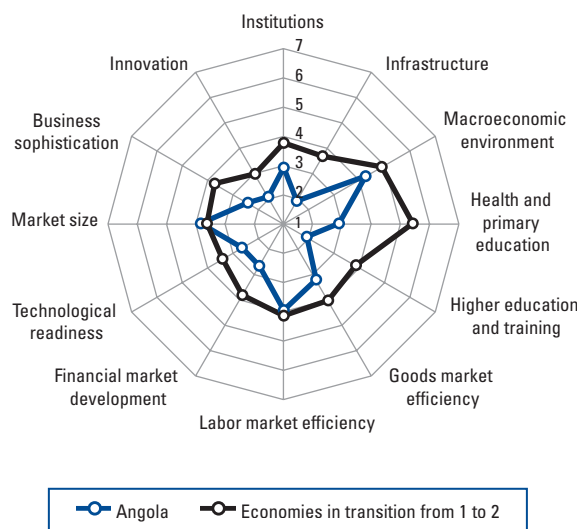 Institutions
Infrastructure
Macroeconomic
environment
Health and
primary
education
Higher education
and training
Goods market
efficiency
Labor market efficiency
Financial market
development
Technological
readiness
Market size
Business
sophistication
Innovation
7
6
5
4
3
2
1
Angola
Economies in transition from 1 to 2